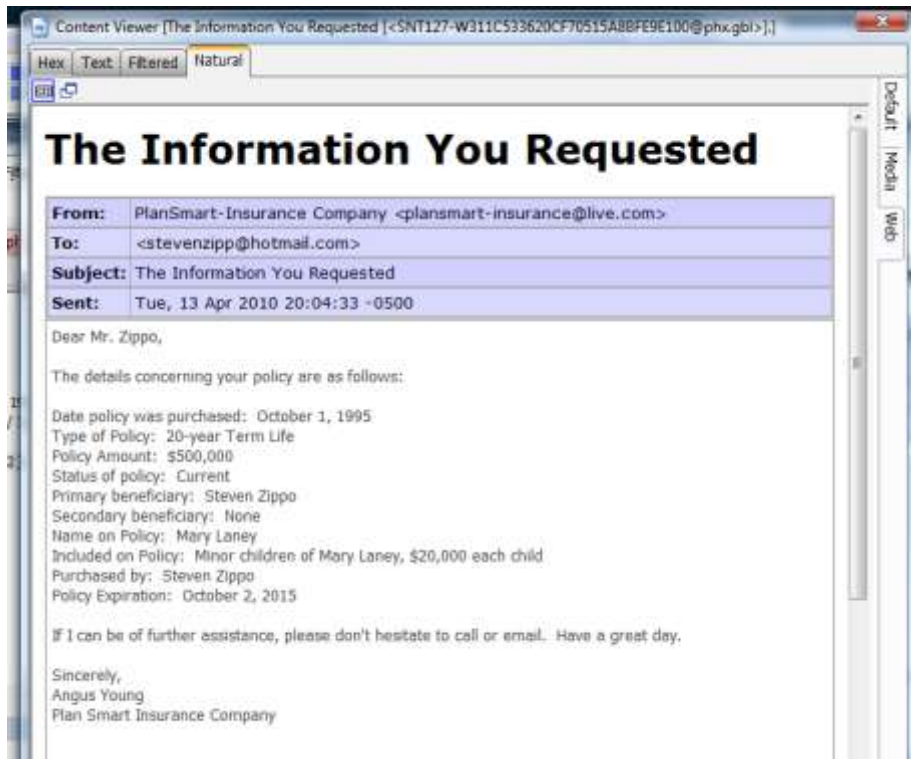 Content Viewer [The Information You Requested [<SNT127-W311C533620CF70515A8BFE9E100@phx.gbl>].]
Hex Text Filtered Natural
Default
Media
Web
The Information You Requested
From: PlanSmart-Insurance Company <plansmart-insurance@live.com>
To: <stevenzipp@hotmail.com>
Subject: The Information You Requested
Sent: Tue, 13 Apr 2010 20:04:33 -0500
Dear Mr. Zippo,
The details concerning your policy are as follows:
Date policy was purchased: October 1, 1995
Type of Policy: 20-year Term Life
Policy Amount: $500,000
Status of policy: Current
Primary beneficiary: Steven Zippo
Secondary beneficiary: None
Name on Policy: Mary Laney
Included on Policy: Minor children of Mary Laney, $20,000 each child
Purchased by: Steven Zippo
Policy Expiration: October 2, 2015
If I can be of further assistance, please don't hesitate to call or email. Have a great day.
Sincerely,
Angus Young
Plan Smart Insurance Company